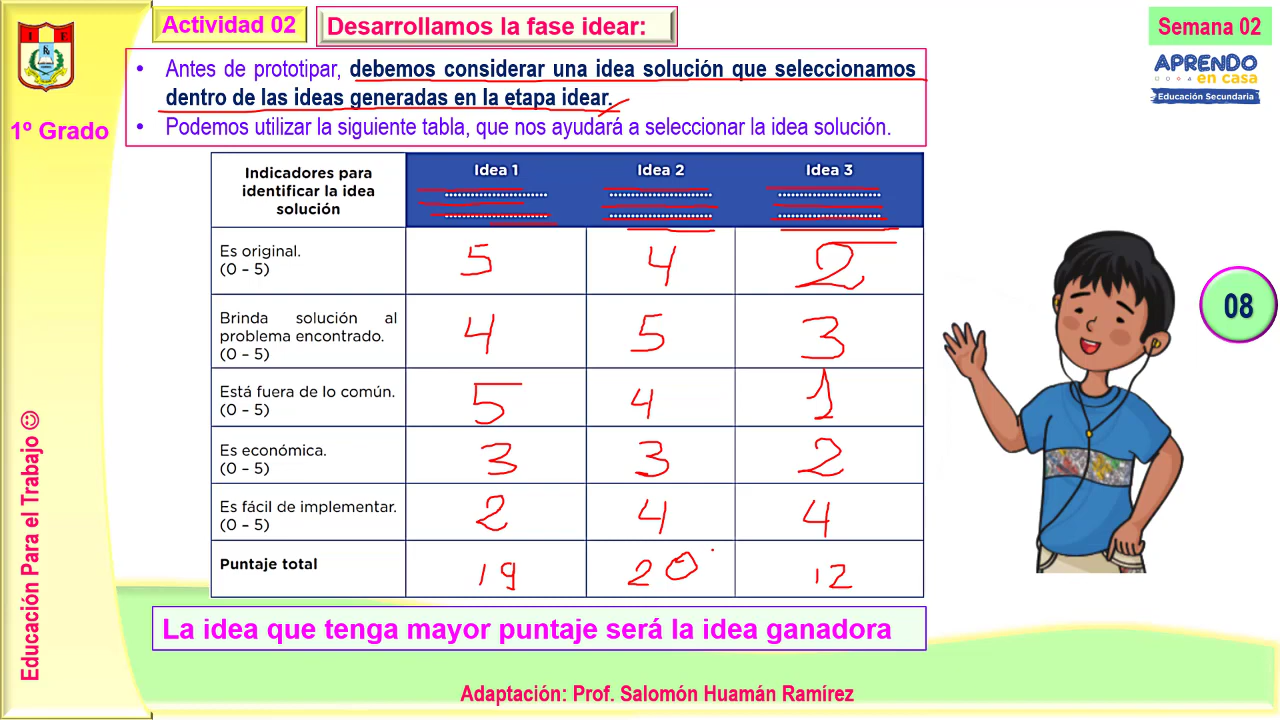 Actividad 02
Desarrollamos la fase idear:
Semana 02
I E
APRENDO
en casa
Educación Secundaria
1º Grado
• Antes de prototipar, debemos considerar una idea solución que seleccionamos
dentro de las ideas generadas en la etapa idear.
• Podemos utilizar la siguiente tabla, que nos ayudará a seleccionar la idea solución.
Indicadores para
identificar la idea
solución
Idea 1
Idea 2
Idea 3
Es original.
(0 – 5)
5 4 2
Brinda solución al
problema encontrado.
(0 – 5)
4 5 3
Está fuera de lo común.
(0 – 5)
5 4 1
Es económica.
(0 – 5)
3 3 2
Es fácil de implementar.
(0 – 5)
2 4 4
Puntaje total
19 20 12
08
La idea que tenga mayor puntaje será la idea ganadora
Educación Para el Trabajo☺
Adaptación: Prof. Salomón Huamán Ramírez